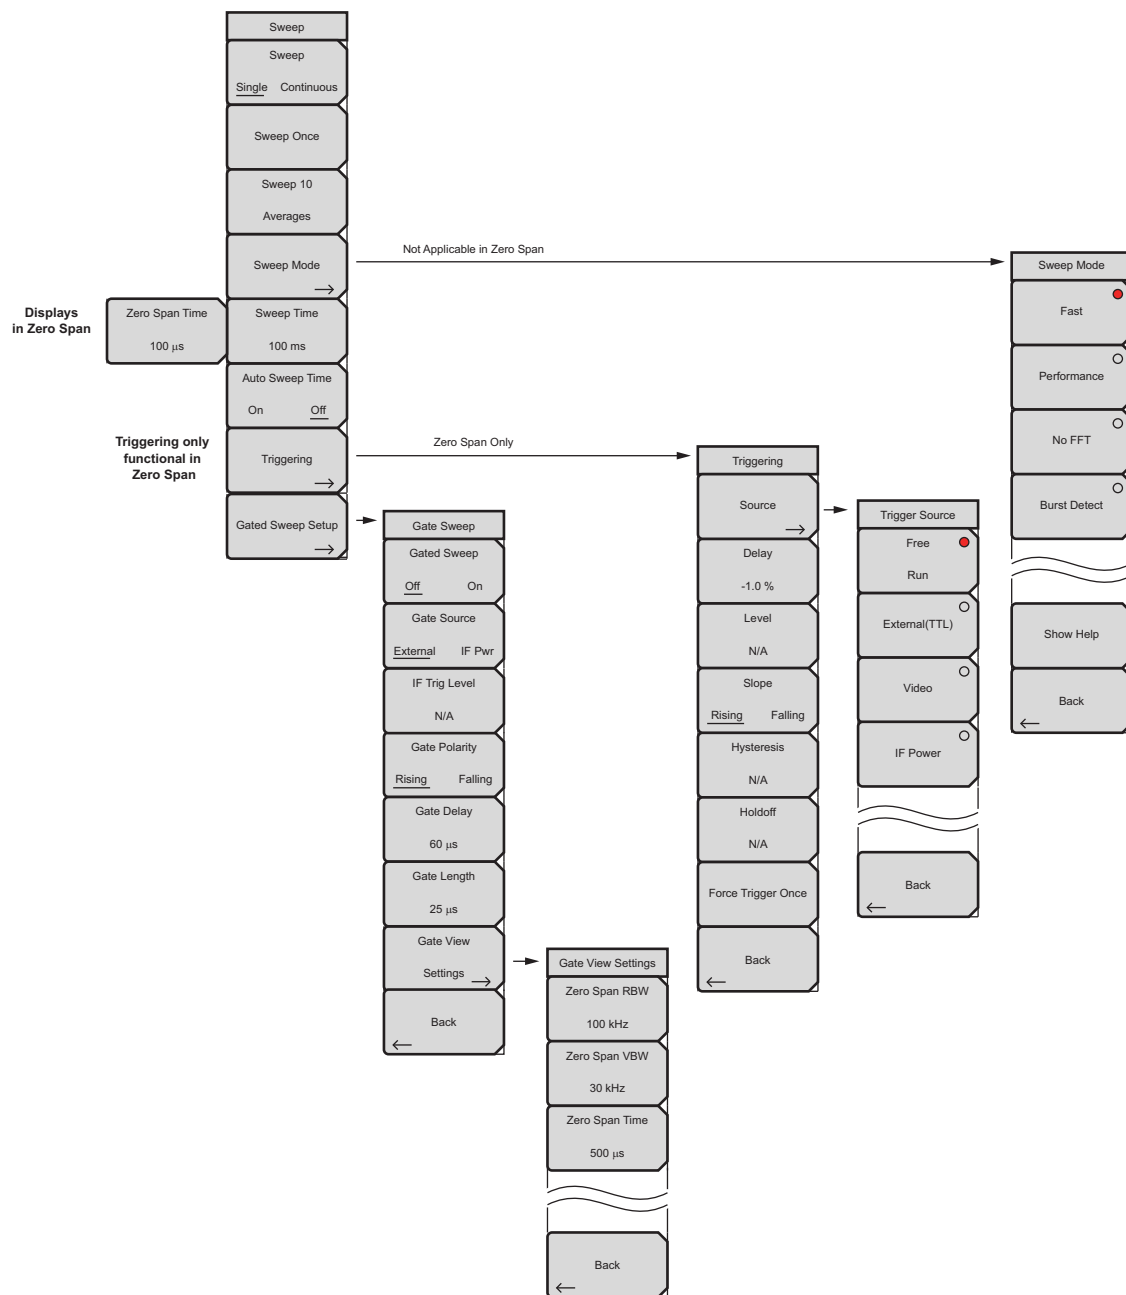 Sweep
Sweep
Single Continuous
Sweep Once
Sweep 10
Averages
Sweep Mode
→
Not Applicable in Zero Span
Displays
in Zero Span
Zero Span Time
100 µs
Sweep Time
100 ms
Auto Sweep Time
On Off
Triggering only
functional in
Zero Span
Triggering
→
Zero Span Only
Gated Sweep Setup
→
Gate Sweep
Gated Sweep
Off On
Gate Source
External IF Pwr
IF Trig Level
N/A
Gate Polarity
Rising Falling
Gate Delay
60 µs
Gate Length
25 µs
Gate View
Settings →
Back
←
Gate View Settings
Zero Span RBW
100 kHz
Zero Span VBW
30 kHz
Zero Span Time
500 µs
Back
←
Triggering
Source
→
Delay
-1.0 %
Level
N/A
Slope
Rising Falling
Hysteresis
N/A
Holdoff
N/A
Force Trigger Once
Back
←
Trigger Source
Free
Run
External(TTL)
Video
IF Power
Back
←
Sweep Mode
Fast
Performance
No FFT
Burst Detect
Show Help
Back
←